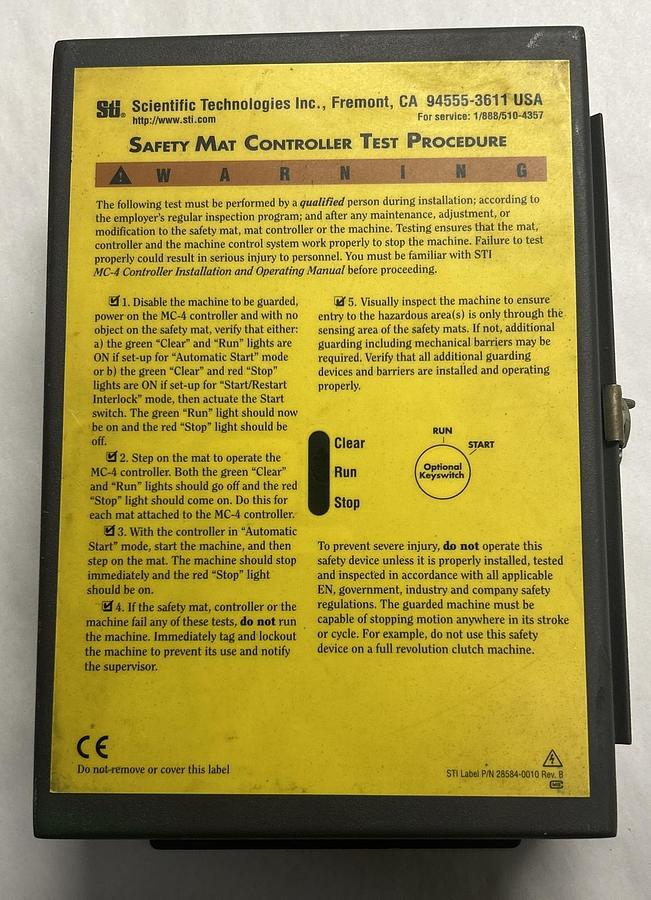 Sti® Scientific Technologies Inc., Fremont, CA 94555-3611 USA
http://www.sti.com For service: 1/888/510-4357
SAFETY MAT CONTROLLER TEST PROCEDURE
WARNING
The following test must be performed by a qualified person during installation; according to
the employer's regular inspection program; and after any maintenance, adjustment, or
modification to the safety mat, mat controller or the machine. Testing ensures that the mat,
controller and the machine control system work properly to stop the machine. Failure to test
properly could result in serious injury to personnel. You must be familiar with STI
MC-4 Controller Installation and Operating Manual before proceeding.
1. Disable the machine to be guarded,
power on the MC-4 controller and with no
object on the safety mat, verify that either:
a) the green "Clear" and "Run" lights are
ON if set-up for "Automatic Start" mode
or b) the green "Clear" and red "Stop"
lights are ON if set-up for "Start/Restart
Interlock" mode, then actuate the Start
switch. The green "Run" light should now
be on and the red "Stop" light should be
off.
2. Step on the mat to operate the
MC-4 controller. Both the green "Clear"
and "Run" lights should go off and the red
"Stop" light should come on. Do this for
each mat attached to the MC-4 controller.
3. With the controller in "Automatic
Start" mode, start the machine, and then
step on the mat. The machine should stop
immediately and the red "Stop" light
should be on.
4. If the safety mat, controller or the
machine fail any of these tests, do not run
the machine. Immediately tag and lockout
the machine to prevent its use and notify
the supervisor.
5. Visually inspect the machine to ensure
entry to the hazardous area(s) is only through the
sensing area of the safety mats. If not, additional
guarding including mechanical barriers may be
required. Verify that all additional guarding
devices and barriers are installed and operating
properly.
Clear
Run
Stop
RUN
START
Optional
Keyswitch
To prevent severe injury, do not operate this
safety device unless it is properly installed, tested
and inspected in accordance with all applicable
EN, government, industry and company safety
regulations. The guarded machine must be
capable of stopping motion anywhere in its stroke
or cycle. For example, do not use this safety
device on a full revolution clutch machine.
CE
Do not remove or cover this label
STI Label P/N 28584-0010 Rev. B